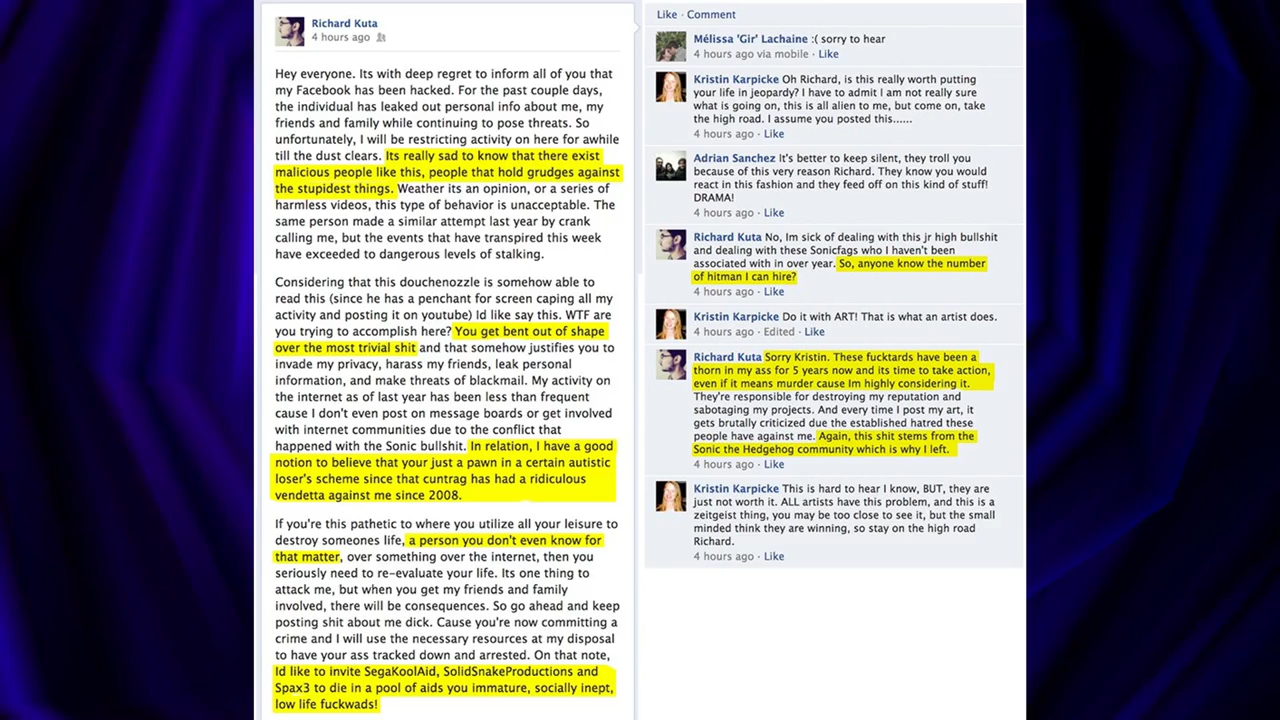 Richard Kuta
4 hours ago
Hey everyone. Its with deep regret to inform all of you that
my Facebook has been hacked. For the past couple days,
the individual has leaked out personal info about me, my
friends and family while continuing to pose threats. So
unfortunately, I will be restricting activity on here for awhile
till the dust clears. Its really sad to know that there exist
malicious people like this, people that hold grudges against
the stupidest things. Weather its an opinion, or a series of
harmless videos, this type of behavior is unacceptable. The
same person made a similar attempt last year by crank
calling me, but the events that have transpired this week
have exceeded to dangerous levels of stalking.
Considering that this douchenozzle is somehow able to
read this (since he has a penchant for screen caping all my
activity and posting it on youtube) Id like say this. WTF are
you trying to accomplish here? You get bent out of shape
over the most trivial shit and that somehow justifies you to
invade my privacy, harass my friends, leak personal
information, and make threats of blackmail. My activity on
the internet as of last year has been less than frequent
cause I don't even post on message boards or get involved
with internet communities due to the conflict that
happened with the Sonic bullshit. In relation, I have a good
notion to believe that your just a pawn in a certain autistic
loser's scheme since that cuntrag has had a ridiculous
vendetta against me since 2008.
If you're this pathetic to where you utilize all your leisure to
destroy someones life, a person you don't even know for
that matter, over something over the internet, then you
seriously need to re-evaluate your life. Its one thing to
attack me, but when you get my friends and family
involved, there will be consequences. So go ahead and keep
posting shit about me dick. Cause you're now committing a
crime and I will use the necessary resources at my disposal
to have your ass tracked down and arrested. On that note,
Id like to invite SegaKoolAid, SolidSnakeProductions and
Spax3 to die in a pool of aids you immature, socially inept,
low life fuckwads!
Like · Comment
Mélissa 'Gir' Lachaine :( sorry to hear
4 hours ago via mobile · Like
Kristin Karpicke Oh Richard, is this really worth putting
your life in jeopardy? I have to admit I am not really sure
what is going on, this is all alien to me, but come on, take
the high road. I assume you posted this......
4 hours ago · Like
Adrian Sanchez It's better to keep silent, they troll you
because of this very reason Richard. They know you would
react in this fashion and they feed off on this kind of stuff!
DRAMA!
4 hours ago · Like
Richard Kuta No, Im sick of dealing with this jr high bullshit
and dealing with these Sonicfags who I haven't been
associated with in over year. So, anyone know the number
of hitman I can hire?
4 hours ago · Like
Kristin Karpicke Do it with ART! That is what an artist does.
4 hours ago · Edited · Like
Richard Kuta Sorry Kristin. These fucktards have been a
thorn in my ass for 5 years now and its time to take action,
even if it means murder cause Im highly considering it.
They're responsible for destroying my reputation and
sabotaging my projects. And every time I post my art, it
gets brutally criticized due the established hatred these
people have against me. Again, this shit stems from the
Sonic the Hedgehog community which is why I left.
4 hours ago · Like
Kristin Karpicke This is hard to hear I know, BUT, they are
just not worth it. ALL artists have this problem, and this is a
zeitgeist thing, you may be too close to see it, but the small
minded think they are winning, so stay on the high road
Richard.
4 hours ago · Like